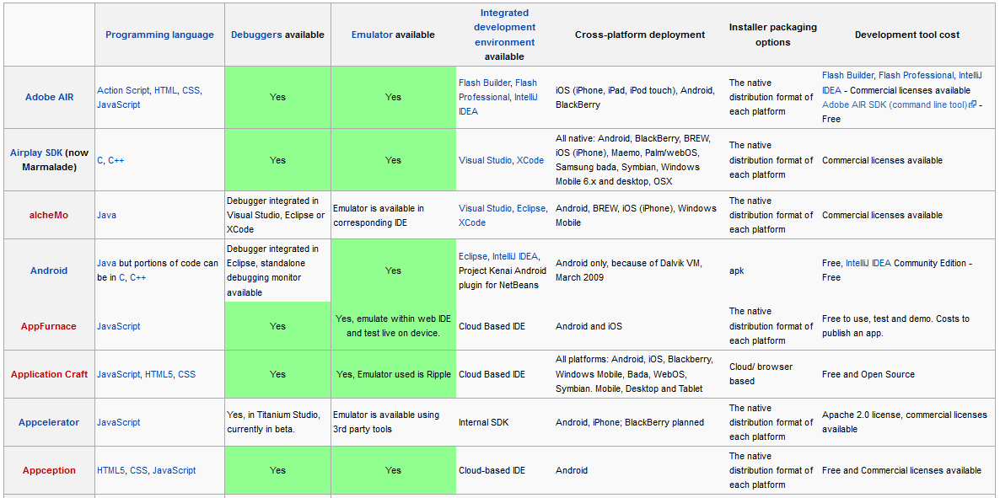 Programming language
Debuggers available
Emulator available
Integrated
development
environment
available
Cross-platform deployment
Installer packaging
options
Development tool cost
Adobe AIR
Action Script, HTML, CSS,
JavaScript
Yes
Yes
Flash Builder, Flash
Professional, IntelliJ
IDEA
iOS (iPhone, iPad, iPod touch), Android,
BlackBerry
The native
distribution format of
each platform
Flash Builder, Flash Professional, IntelliJ
IDEA - Commercial licenses available
Adobe AIR SDK (command line tool) -
Free
Airplay SDK (now
Marmalade)
C, C++
Yes
Yes
Visual Studio, XCode
All native: Android, BlackBerry, BREW,
iOS (iPhone), Maemo, Palm/webOS,
Samsung bada, Symbian, Windows
Mobile 6.x and desktop, OSX
The native
distribution format of
each platform
Commercial licenses available
alcheMo
Java
Debugger integrated in
Visual Studio, Eclipse or
XCode
Emulator is available in
corresponding IDE
Visual Studio, Eclipse,
XCode
Android, BREW, iOS (iPhone), Windows
Mobile
The native
distribution format of
each platform
Commercial licenses available
Android
Java but portions of code can
be in C, C++
Debugger integrated in
Eclipse, standalone
debugging monitor
available
Yes
Eclipse, IntelliJ IDEA,
Project Kenai Android
plugin for NetBeans
Android only, because of Dalvik VM,
March 2009
apk
Free, IntelliJ IDEA Community Edition -
Free
AppFurnace
JavaScript
Yes
Yes, emulate within web IDE
and test live on device.
Cloud Based IDE
Android and iOS
The native
distribution format of
each platform
Free to use, test and demo. Costs to
publish an app.
Application Craft
JavaScript, HTML5, CSS
Yes
Yes, Emulator used is Ripple
Cloud Based IDE
All platforms: Android, iOS, Blackberry,
Windows Mobile, Bada, WebOS,
Symbian. Mobile, Desktop and Tablet
Cloud/ browser
based
Free and Open Source
Appcelerator
JavaScript
Yes, in Titanium Studio,
currently in beta.
Emulator is available using
3rd party tools
Internal SDK
Android, iPhone; BlackBerry planned
The native
distribution format of
each platform
Apache 2.0 license, commercial licenses
available
Appception
HTML5, CSS, JavaScript
Yes
Yes
Cloud-based IDE
Android
The native
distribution format of
each platform
Free and Commercial licenses available